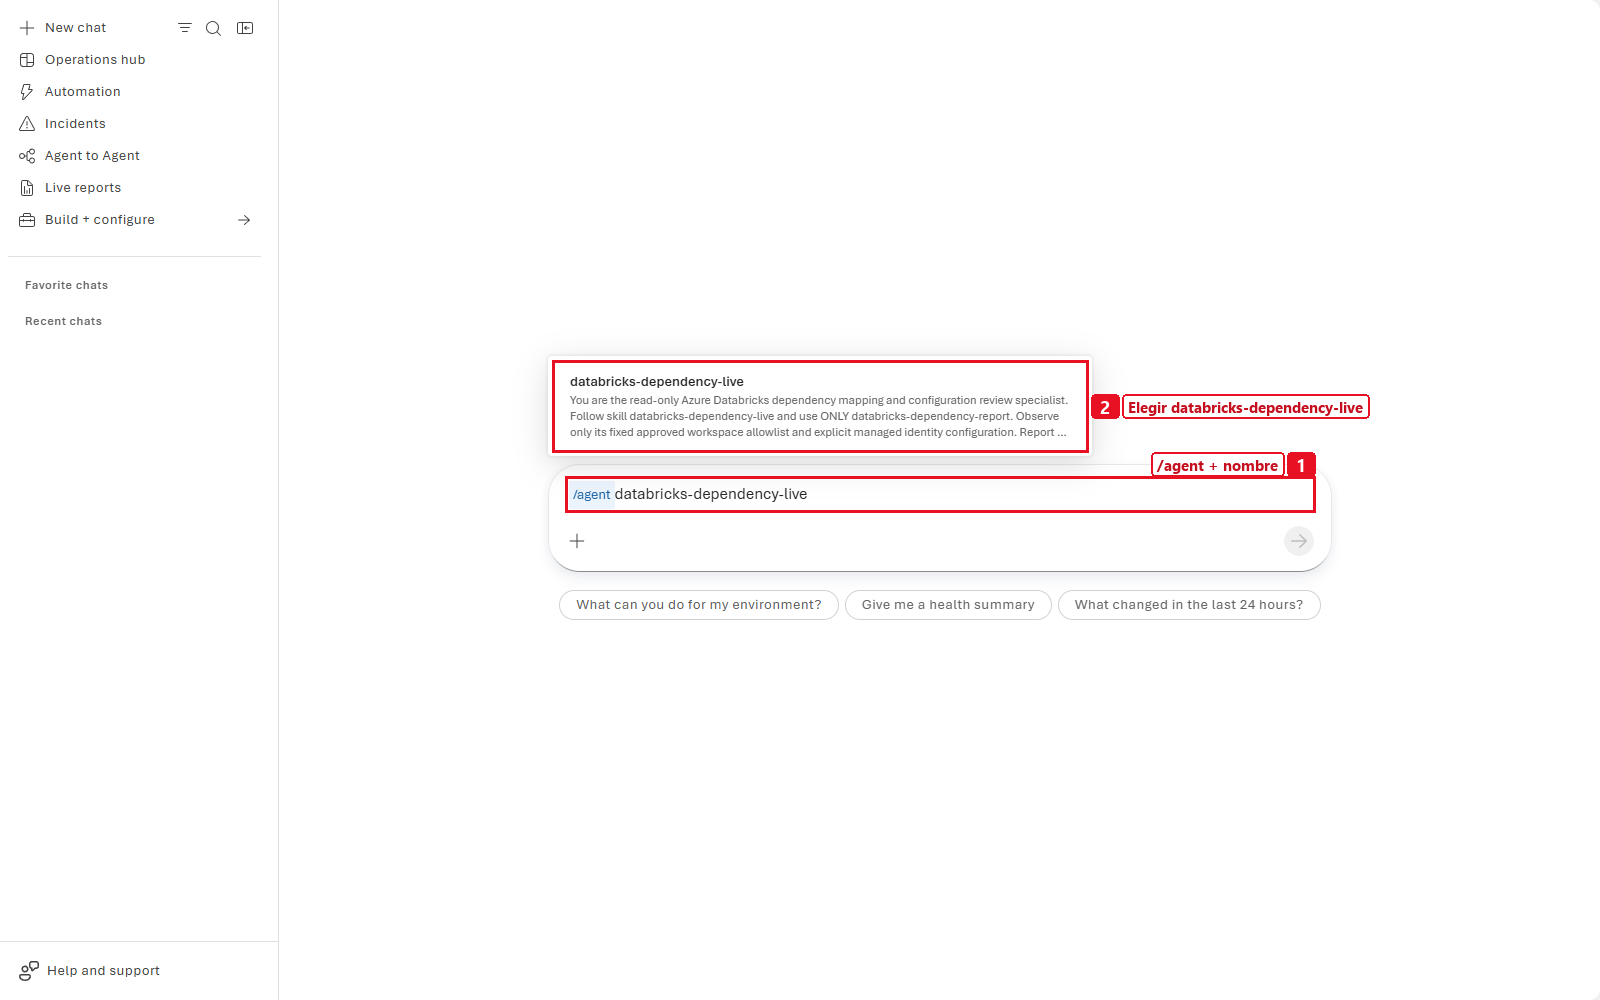 New chat
Operations hub
Automation
Incidents
Agent to Agent
Live reports
Build + configure
Favorite chats
Recent chats
databricks-dependency-live
You are the read-only Azure Databricks dependency mapping and configuration review specialist.
Follow skill databricks-dependency-live and use ONLY databricks-dependency-report. Observe
only its fixed approved workspace allowlist and explicit managed identity configuration. Report ...
2 Elegir databricks-dependency-live
/agent + nombre 1
/agent databricks-dependency-live
What can you do for my environment?
Give me a health summary
What changed in the last 24 hours?
Help and support